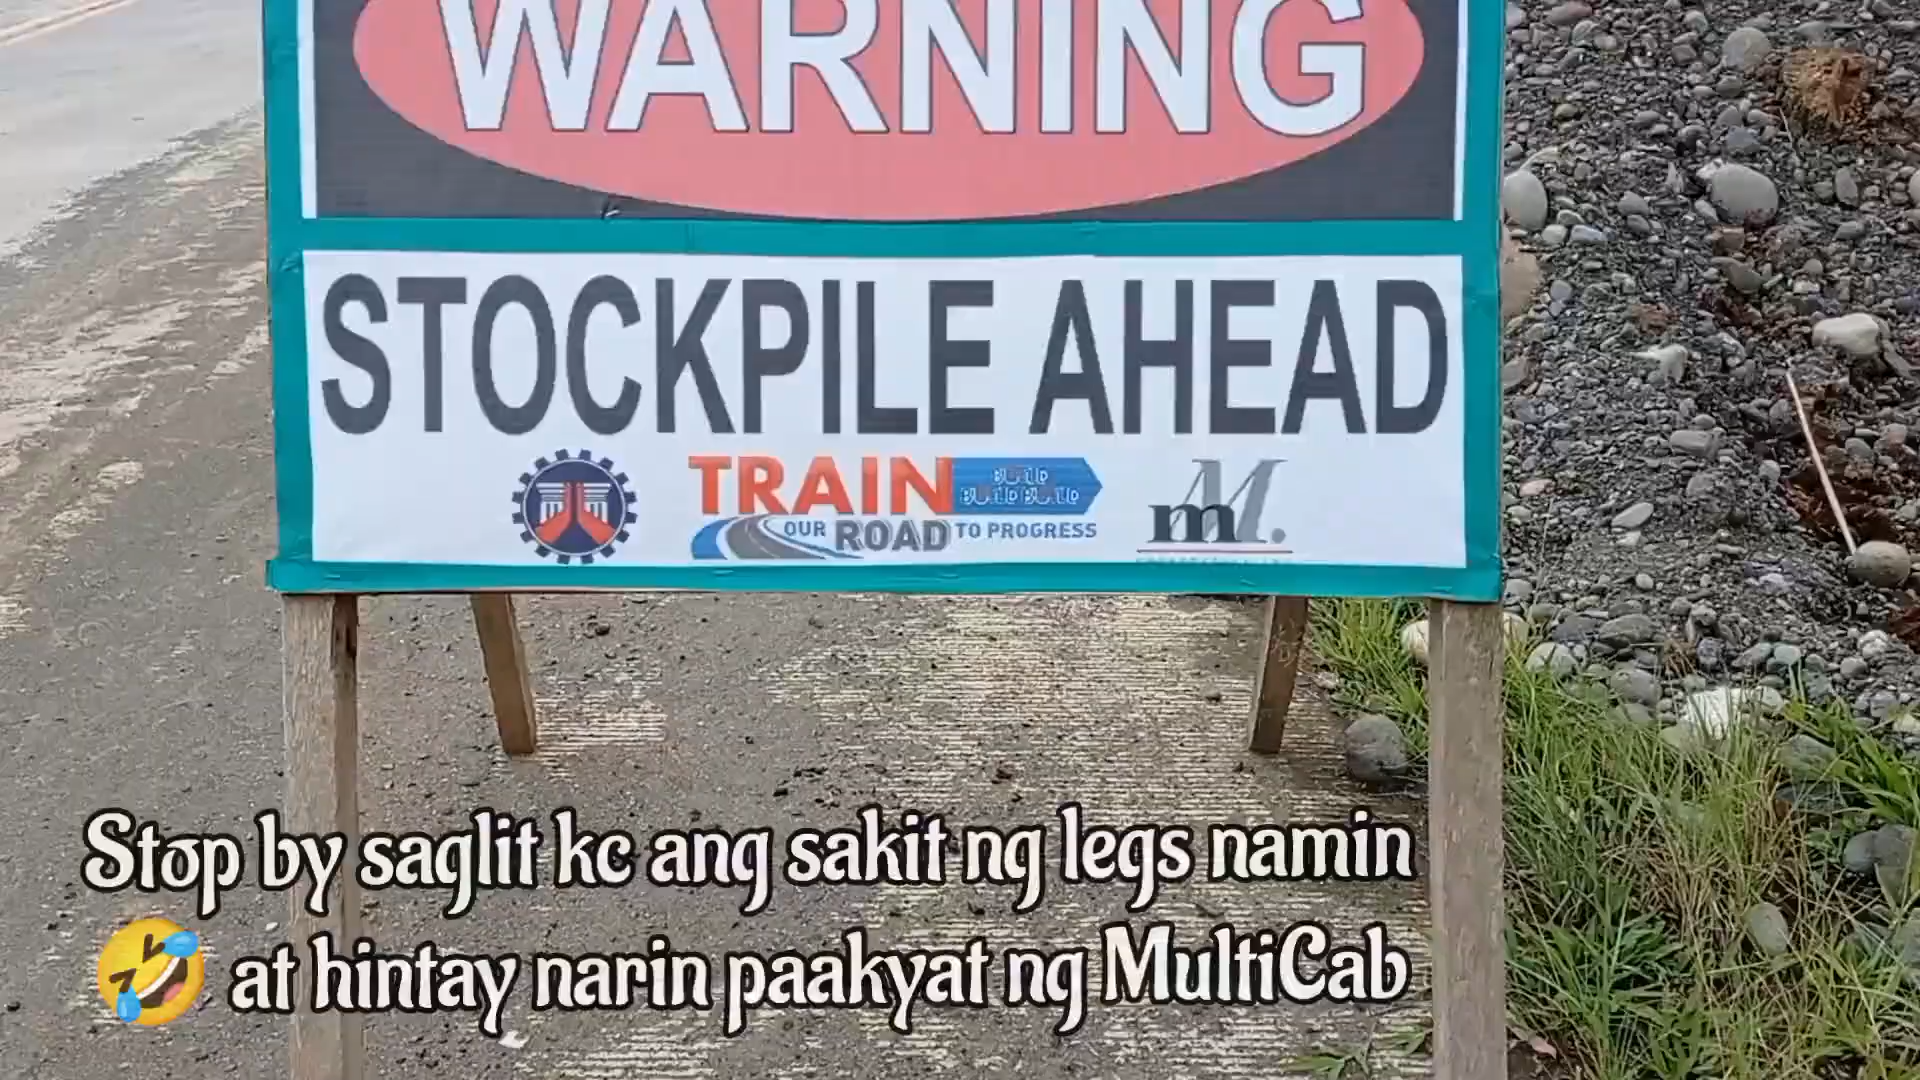 WARNING
STOCKPILE AHEAD
TRAIN BUILD
BUILD BUILD
OUR ROAD TO PROGRESS
mM.
Stop by saglit kc ang sakit ng legs namin
🤣 at hintay narin paakyat ng MultiCab